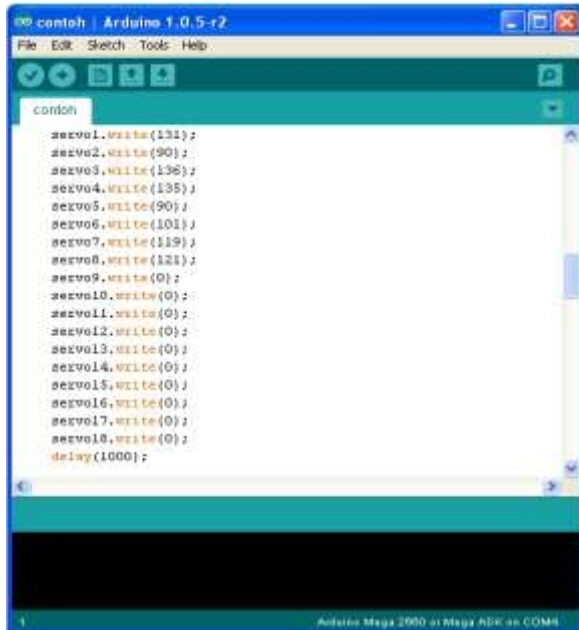 contoh | Arduino 1.0.5-r2
File Edit Sketch Tools Help
contoh
servo1.write(131);
servo2.write(90);
servo3.write(136);
servo4.write(135);
servo5.write(90);
servo6.write(101);
servo7.write(119);
servo8.write(121);
servo9.write(0);
servo10.write(0);
servo11.write(0);
servo12.write(0);
servo13.write(0);
servo14.write(0);
servo15.write(0);
servo16.write(0);
servo17.write(0);
servo18.write(0);
delay(1000);
1
Arduino Mega 2560 or Mega ADK on COM4